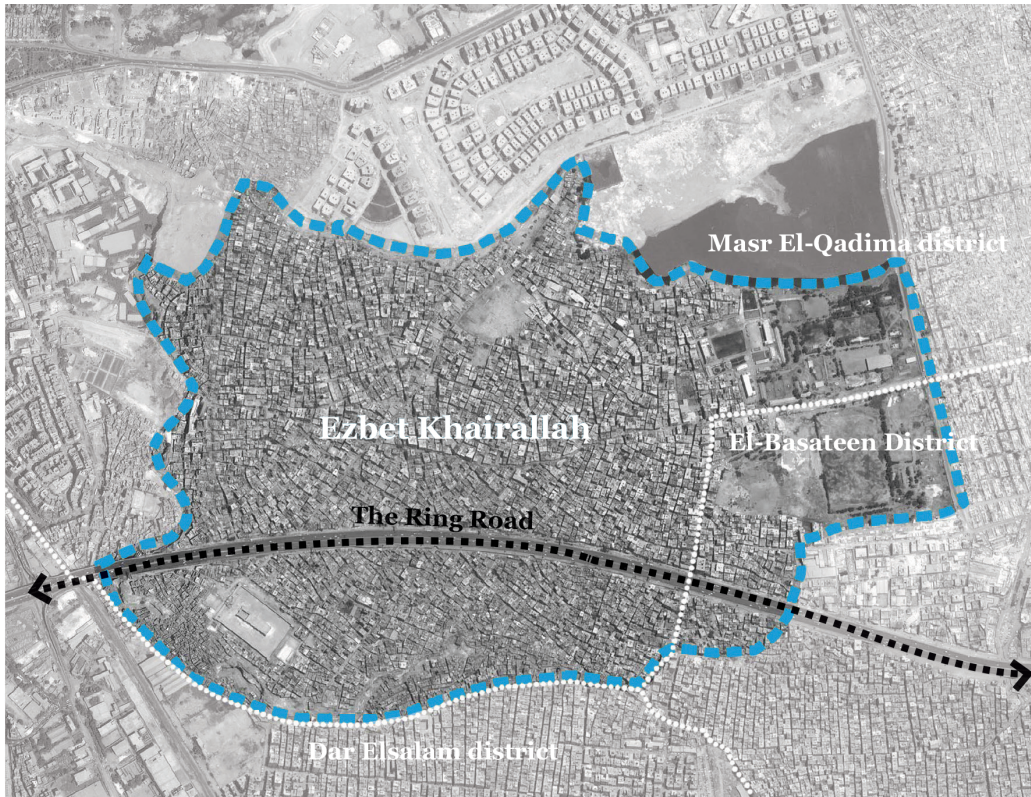 Masr El-Qadima district
Ezbet Khairallah
El-Basateen District
The Ring Road
Dar Elsalam district